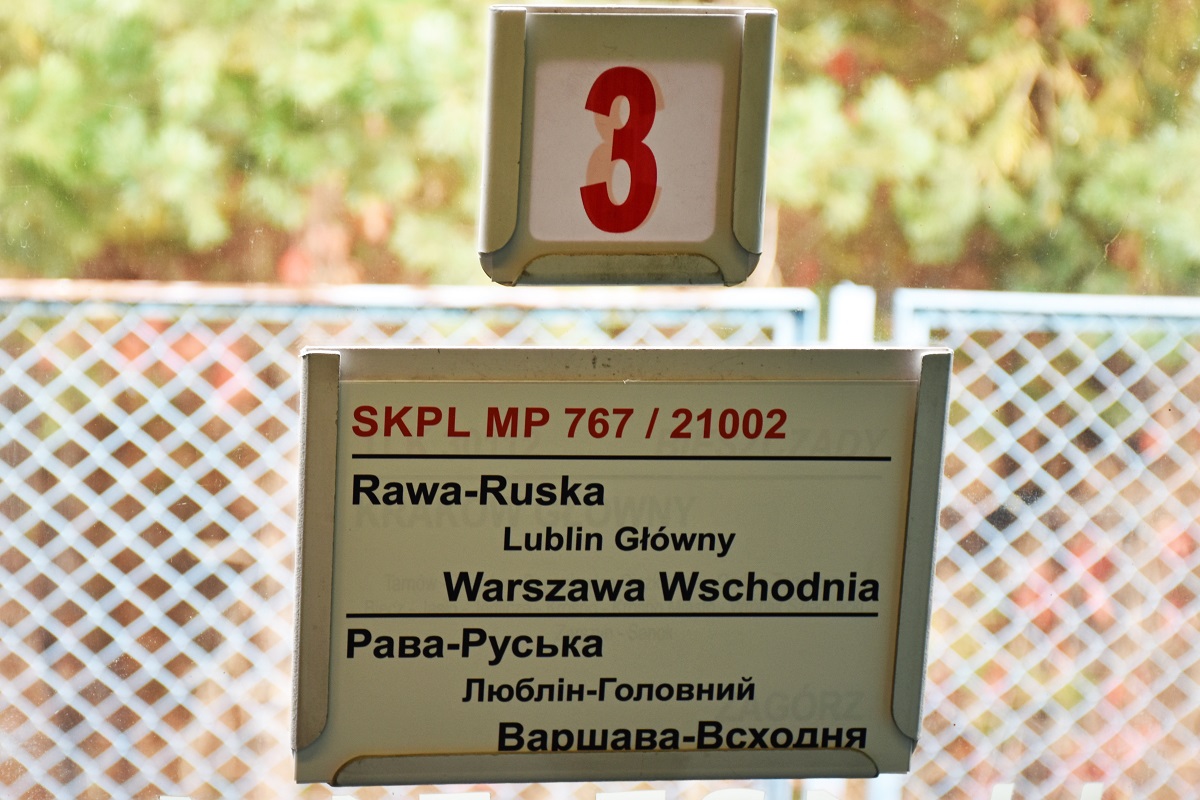 3
SKPL MP 767 / 21002
Rawa-Ruska
Lublin Główny
Warszawa Wschodnia
Рава-Руська
Люблін-Головний
Варшава-Всходня